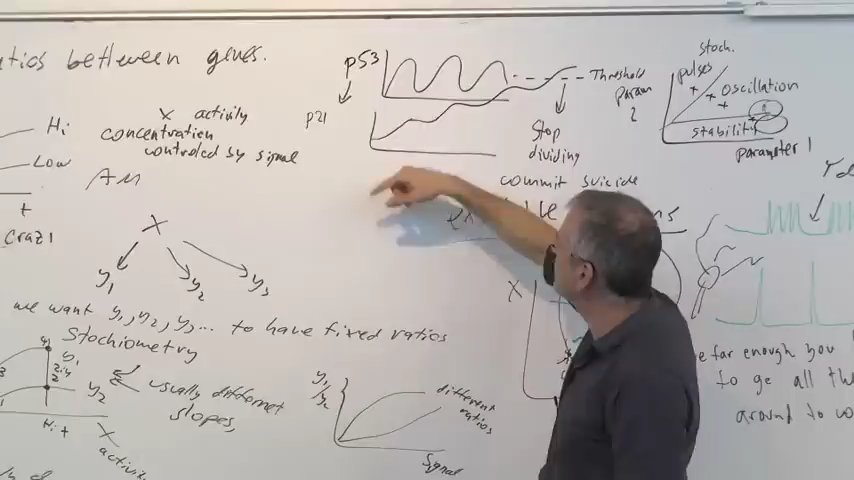 between genes.
Hi
Low
t
X activity
concentration
controled by signal
AM
X
y1
y2
y3
we want y1, y2, y3... to have fixed ratios
Stochiometry
y1
y2
usually different
slopes,
Hi t
X
activity
y1
y2
different
ratios
Signal
p53
p21
Threshold
Stop
dividing
commit suicide
X
stoch.
pulses
oscillation
stability
parameter 1
Param
2
far enough you
to go all the
around to